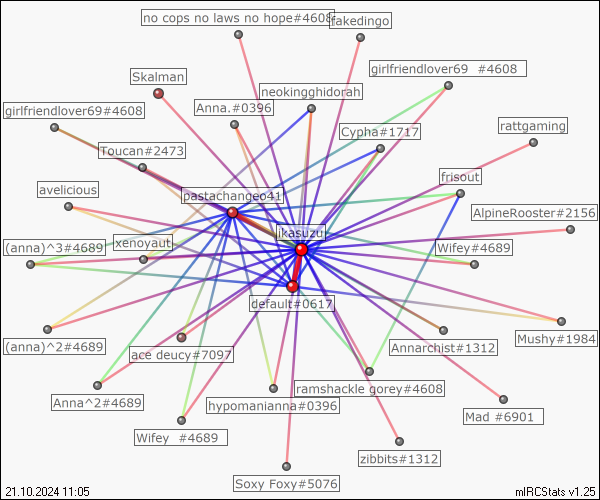 no cops no laws no hope#4608
fakedingo
girlfriendlover69 #4608
Skalman
neokingghidorah
girlfriendlover69#4608
Anna.#0396
rattgaming
Cypha#1717
Toucan#2473
frisout
avelicious
pastachangeo41
AlpineRooster#2156
jkasuzu
(anna)^3#4689
xenoyaut
Wifey#4689
default#0617
Mushy#1984
(anna)^2#4689
ace deucy#7097
Annarchist#1312
ramshackle gorey#4608
Anna^2#4689
hypomanianna#0396
Mad #6901
Wifey #4689
zibbits#1312
Soxy Foxy#5076
21.10.2024 11:05
mIRCStats v1.25